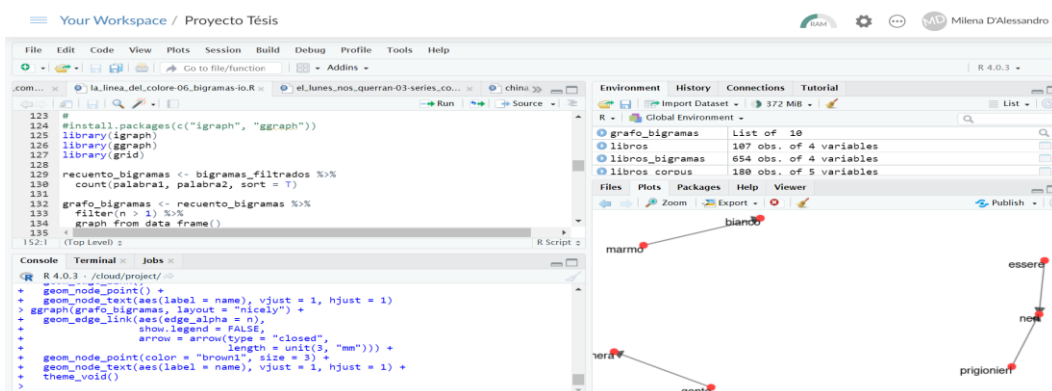 Your Workspace / Proyecto Tésis
RAM
MD Milena D'Alessandro
File Edit Code View Plots Session Build Debug Profile Tools Help
Go to file/function
Addins
R 4.0.3
.com...
la_linea_del_colore-06_bigramas-io.R
el_lunes_nos_querran-03-series_co...
china
Run
Source
123 #
124 #install.packages(c("igraph", "ggraph"))
125 library(igraph)
126 library(ggraph)
127 library(grid)
128
129 recuento_bigramas <- bigramas_filtrados %>%
130 count(palabra1, palabra2, sort = T)
131
132 grafo_bigramas <- recuento_bigramas %>%
133 filter(n > 1) %>%
134 graph_from_data_frame()
135
152:1 (Top Level) R Script
Console Terminal Jobs
R 4.0.3 · /cloud/project/
+ geom_node_point() +
+ geom_node_text(aes(label = name), vjust = 1, hjust = 1)
> ggraph(grafo_bigramas, layout = "nicely") +
+ geom_edge_link(aes(edge_alpha = n),
+ show.legend = FALSE,
+ arrow = arrow(type = "closed",
+ length = unit(3, "mm"))) +
+ geom_node_point(color = "brown1", size = 3) +
+ geom_node_text(aes(label = name), vjust = 1, hjust = 1) +
+ theme_void()
>
Environment History Connections Tutorial
Import Dataset 372 MiB List
R Global Environment
grafo_bigramas List of 10
libros 107 obs. of 4 variables
libros_bigramas 654 obs. of 4 variables
libros_corpus 180 obs. of 5 variables
Files Plots Packages Help Viewer
Zoom Export Publish
bianco
marmo
essere
neri
nera
prigionieri
gente